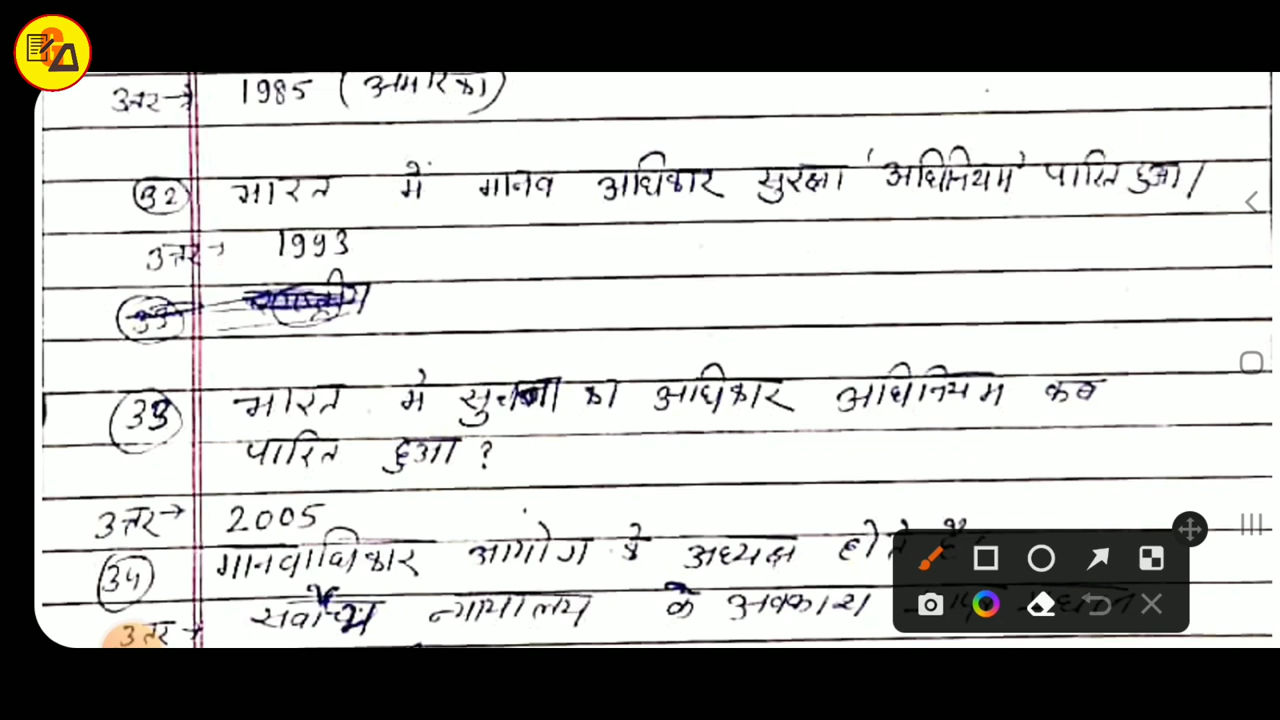 उत्तर → 1985 (अमारिका)
32 भारत में मानव अधिकार सुरक्षा 'अधिनियम' पारित हुआ।
उत्तर → 1993
33
33 भारत मे सुचना का अधिकार अधिनियम कब
पारित हुआ ?
उत्तर → 2005
34 मानवाधिकार आयोग के अध्यक्ष होते है
उत्तर → सर्वोच्च न्यायालय के अवकाश